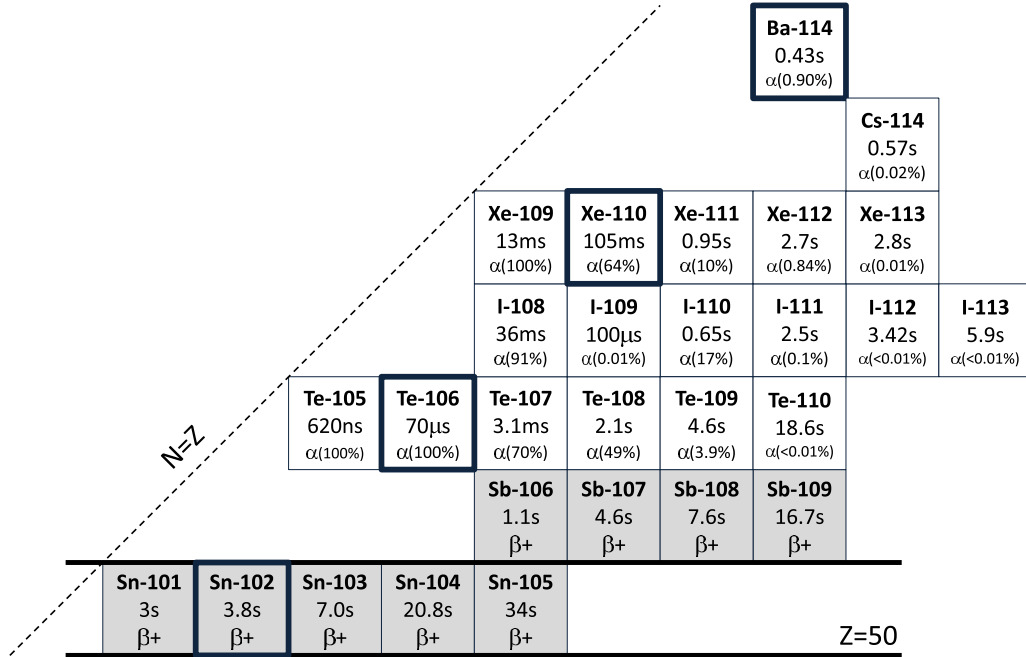 Ba-114
0.43s
α(0.90%)
Cs-114
0.57s
α(0.02%)
Xe-109
13ms
α(100%)
Xe-110
105ms
α(64%)
Xe-111
0.95s
α(10%)
Xe-112
2.7s
α(0.84%)
Xe-113
2.8s
α(0.01%)
I-108
36ms
α(91%)
I-109
100μs
α(0.01%)
I-110
0.65s
α(17%)
I-111
2.5s
α(0.1%)
I-112
3.42s
α(<0.01%)
I-113
5.9s
α(<0.01%)
Te-105
620ns
α(100%)
Te-106
70μs
α(100%)
Te-107
3.1ms
α(70%)
Te-108
2.1s
α(49%)
Te-109
4.6s
α(3.9%)
Te-110
18.6s
α(<0.01%)
N=Z
Sb-106
1.1s
β+
Sb-107
4.6s
β+
Sb-108
7.6s
β+
Sb-109
16.7s
β+
Sn-101
3s
β+
Sn-102
3.8s
β+
Sn-103
7.0s
β+
Sn-104
20.8s
β+
Sn-105
34s
β+
Z=50